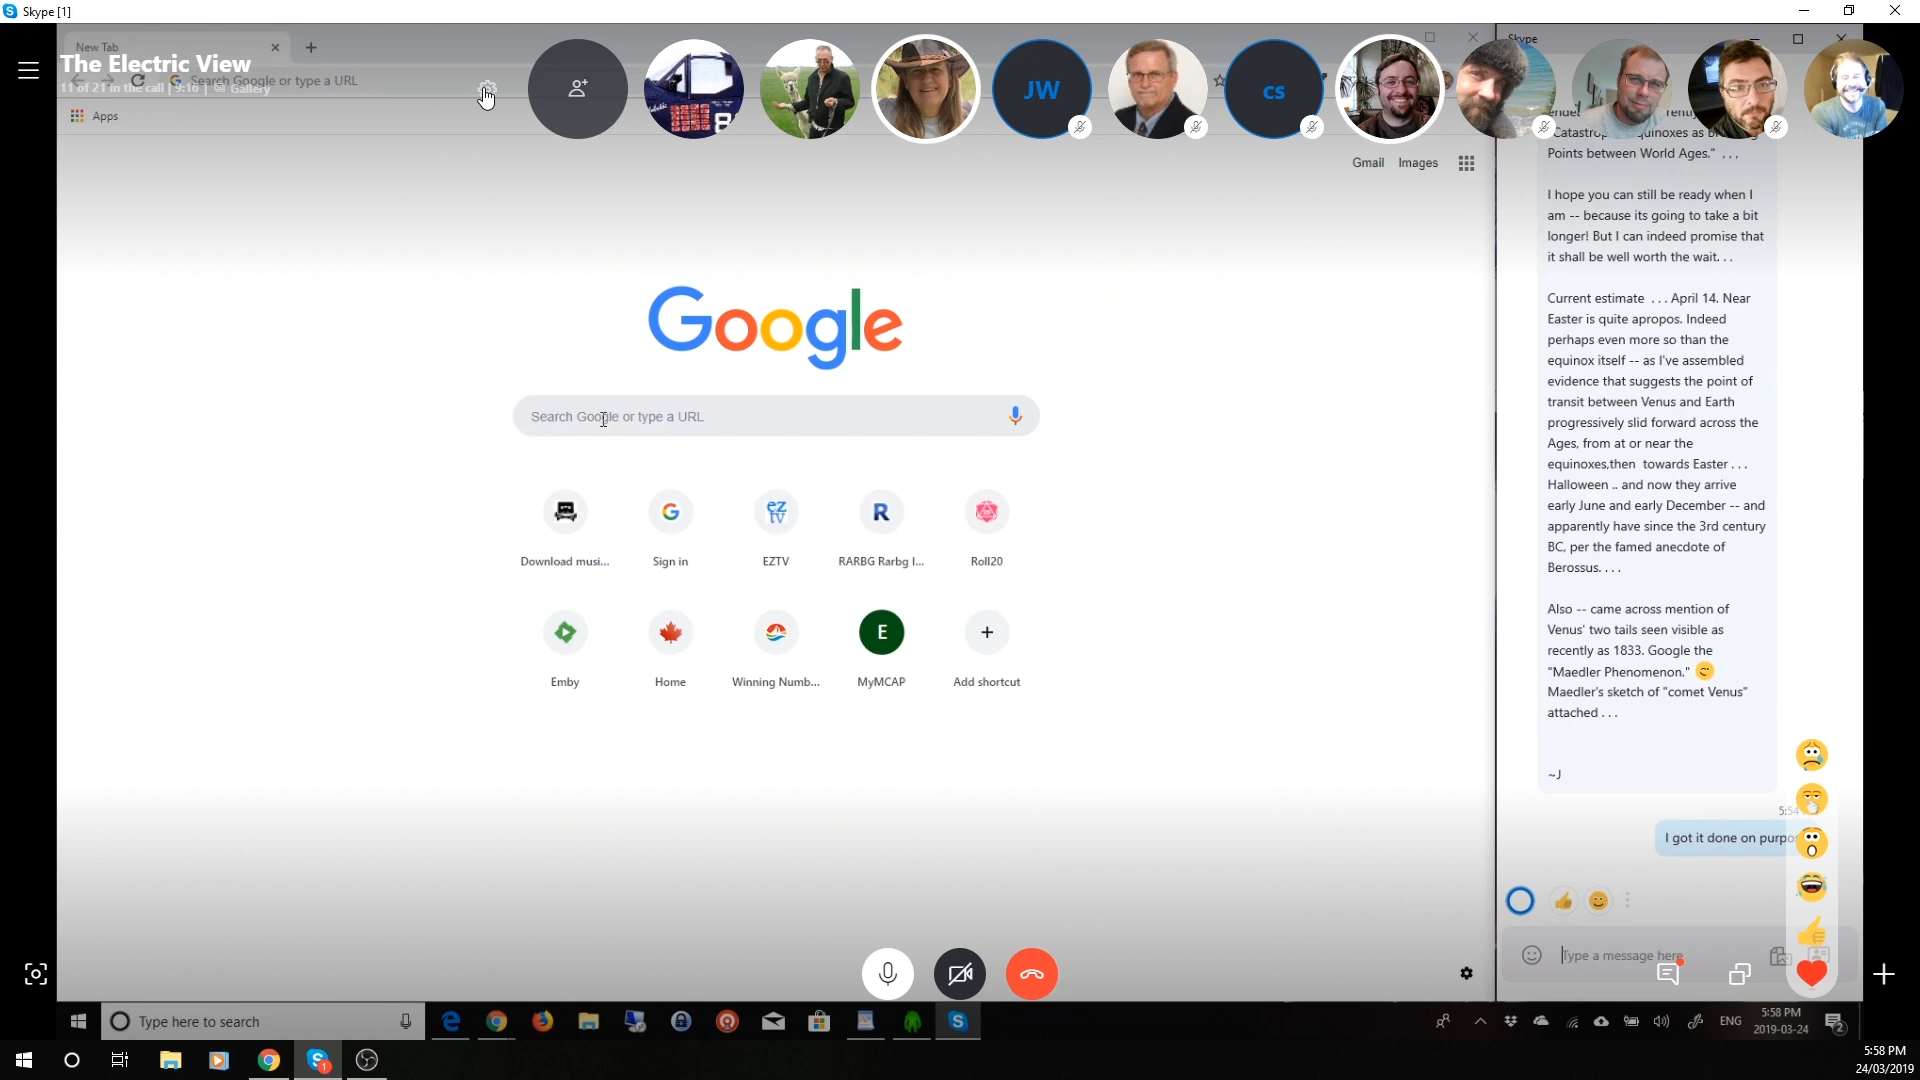 Skype [1]
New Tab
The Electric View
Search Google or type a URL
11 of 21 in the call | 9:16 | Gallery
Apps
JW
cs
8
Skype
Gmail Images
Points between World Ages." , , ,
I hope you can still be ready when I
am -- because its going to take a bit
longer! But I can indeed promise that
it shall be well worth the wait. . .
Current estimate . . . April 14. Near
Easter is quite apropos. Indeed
perhaps even more so than the
equinox itself -- as I've assembled
evidence that suggests the point of
transit between Venus and Earth
progressively slid forward across the
Ages, from at or near the
equinoxes,then towards Easter . . .
Halloween .. and now they arrive
early June and early December -- and
apparently have since the 3rd century
BC, per the famed anecdote of
Berossus. . . .
Also -- came across mention of
Venus' two tails seen visible as
recently as 1833. Google the
"Maedler Phenomenon."
Maedler's sketch of "comet Venus"
attached . . .
~J
5:54
I got it done on purpo
Type a message here
Google
Search Google or type a URL
ez
tv
R
Download musi...
Sign in
EZTV
RARBG Rarbg I...
Roll20
E
Emby
Home
Winning Numb...
MyMCAP
Add shortcut
Type here to search
ENG
5:58 PM
2019-03-24
2
1
5:58 PM
24/03/2019